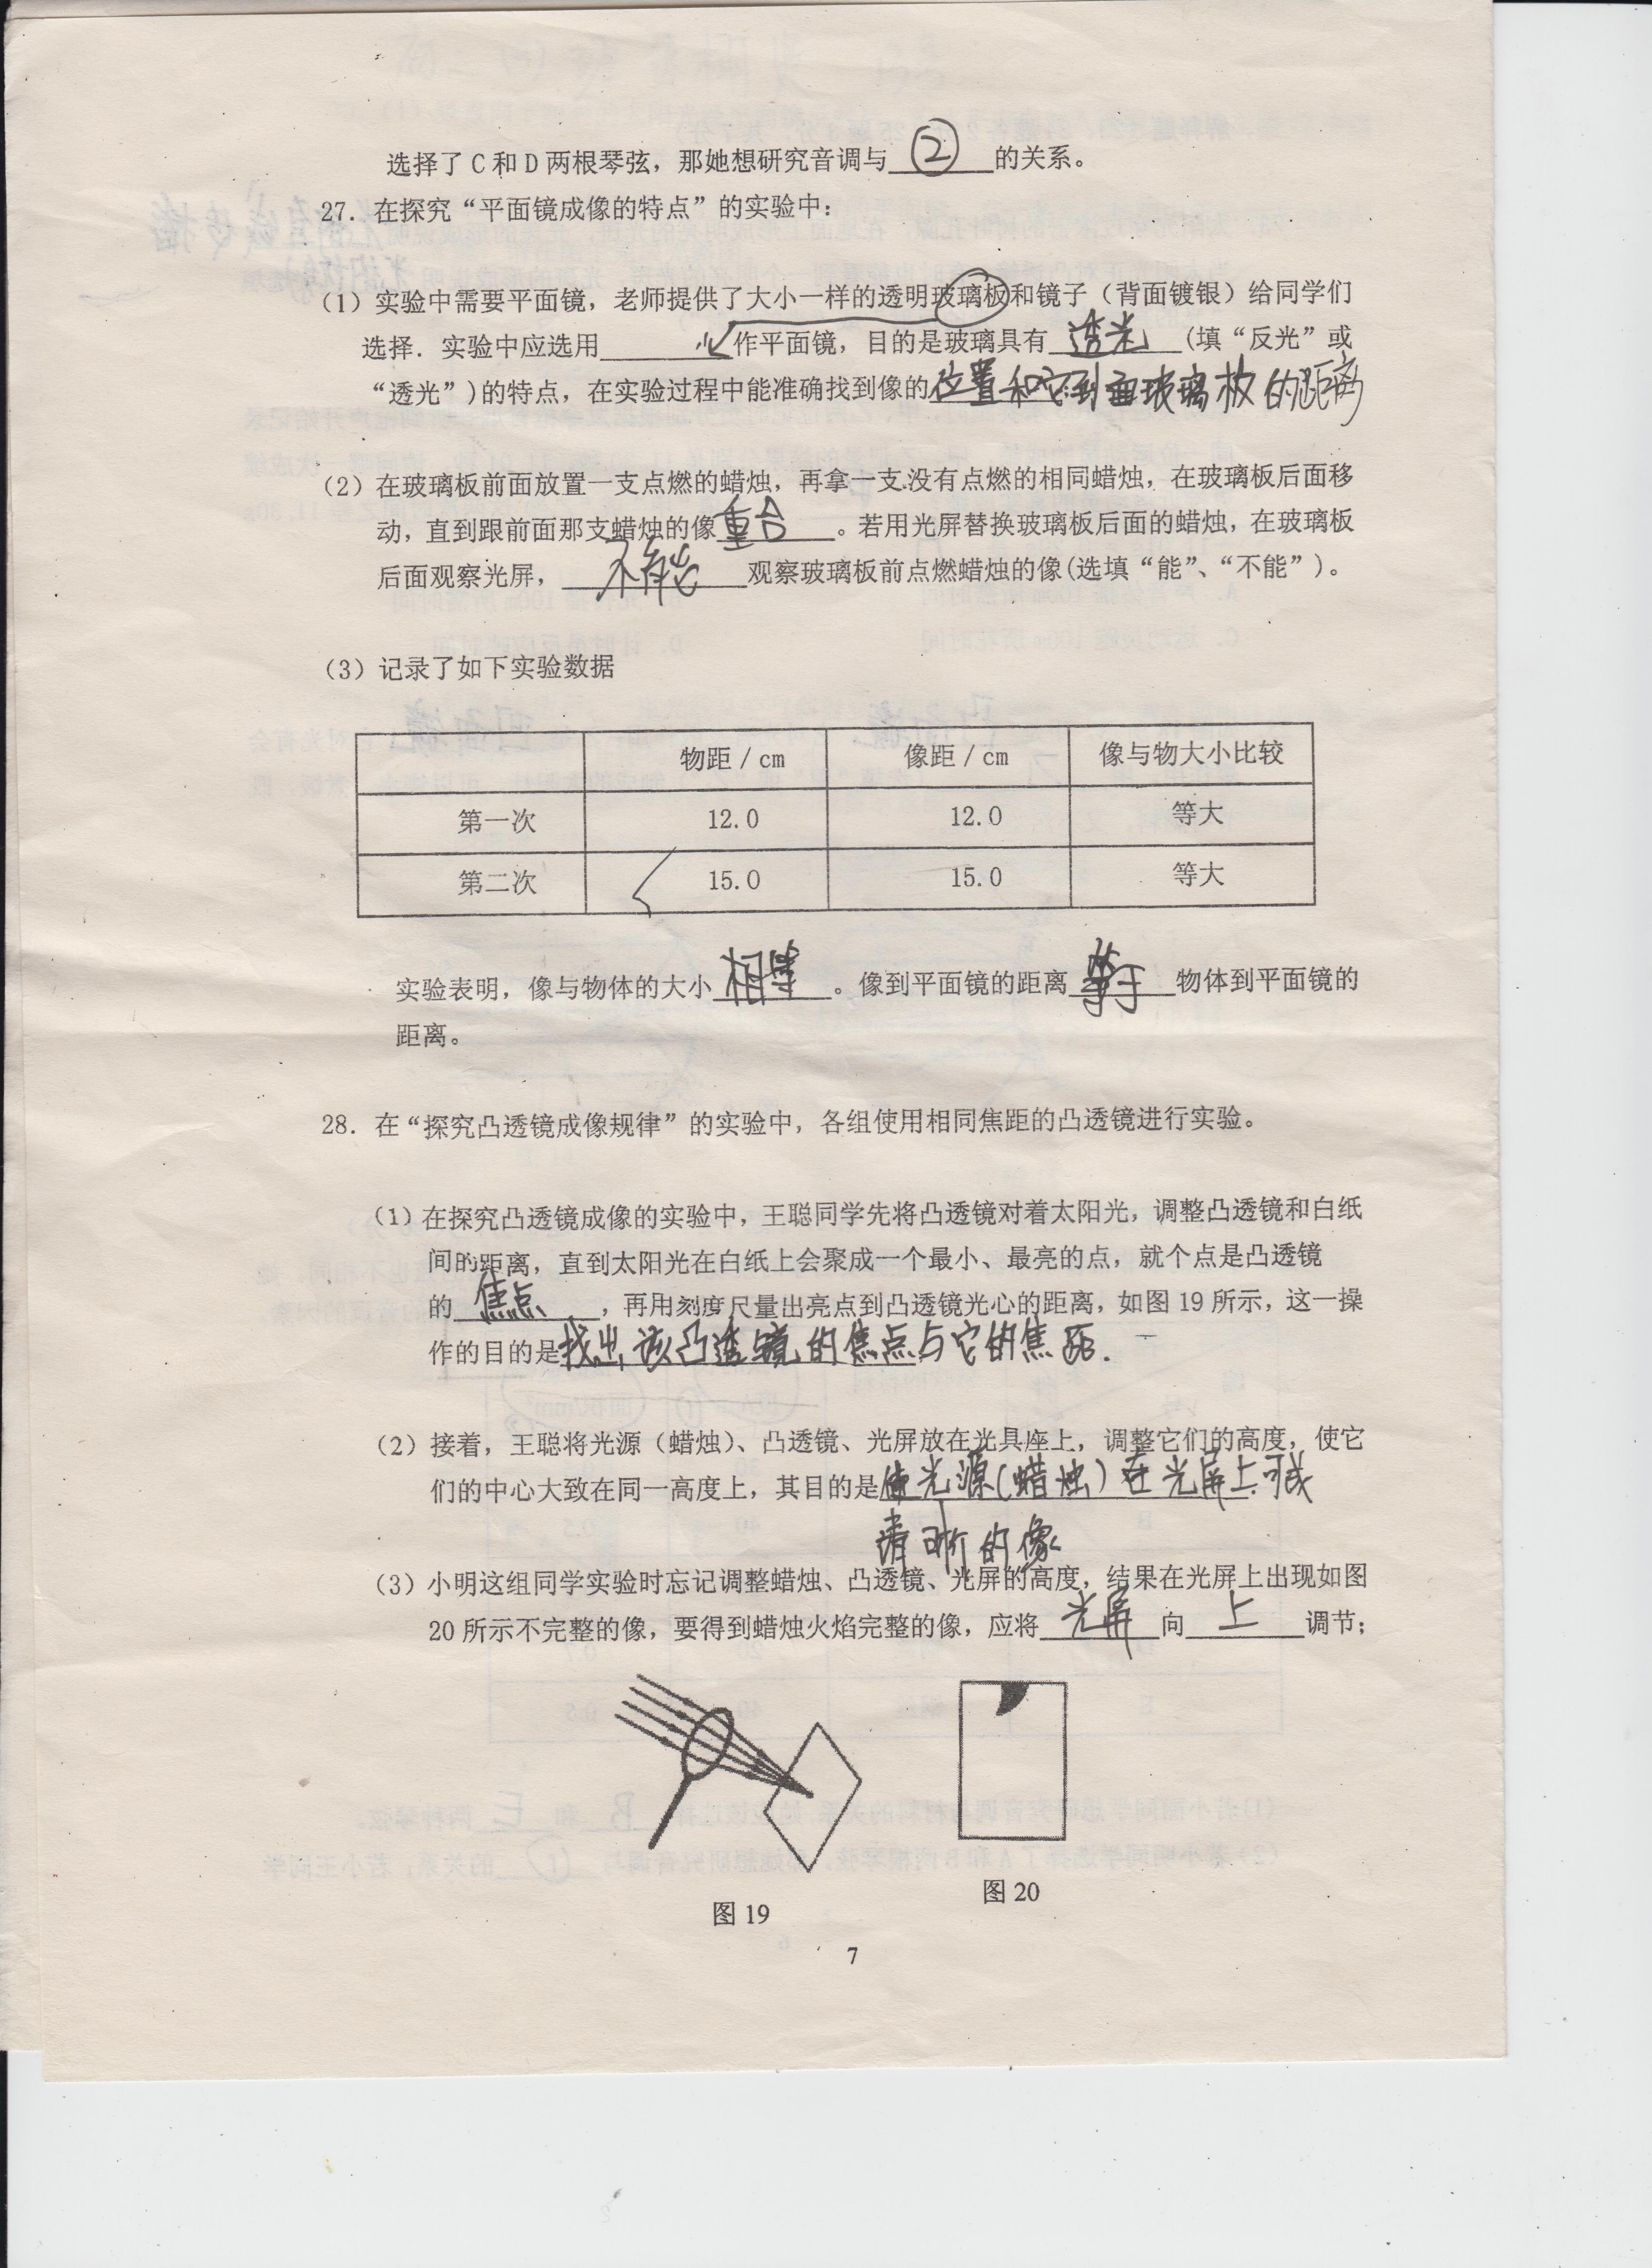 选择了C和D两根琴弦，那她想研究音调与②的关系。
27．在探究“平面镜成像的特点”的实验中：
（1）实验中需要平面镜，老师提供了大小一样的透明玻璃板和镜子（背面镀银）给同学们
选择．实验中应选用______作平面镜，目的是玻璃具有透光(填“反光”或
“透光”)的特点，在实验过程中能准确找到像的位置和它到面玻璃板的距离
（2）在玻璃板前面放置一支点燃的蜡烛，再拿一支没有点燃的相同蜡烛，在玻璃板后面移
动，直到跟前面那支蜡烛的像重合。若用光屏替换玻璃板后面的蜡烛，在玻璃板
后面观察光屏，不能观察玻璃板前点燃蜡烛的像(选填“能”、“不能”)。
（3）记录了如下实验数据
物距／cm 像距／cm 像与物大小比较
第一次 12.0 12.0 等大
第二次 15.0 15.0 等大
实验表明，像与物体的大小相等。像到平面镜的距离等于物体到平面镜的
距离。
28．在“探究凸透镜成像规律”的实验中，各组使用相同焦距的凸透镜进行实验。
（1）在探究凸透镜成像的实验中，王聪同学先将凸透镜对着太阳光，调整凸透镜和白纸
间的距离，直到太阳光在白纸上会聚成一个最小、最亮的点，就个点是凸透镜
的焦点，再用刻度尺量出亮点到凸透镜光心的距离，如图19所示，这一操
作的目的是找出该凸透镜的焦点与它的焦距.
（2）接着，王聪将光源（蜡烛）、凸透镜、光屏放在光具座上，调整它们的高度，使它
们的中心大致在同一高度上，其目的是使光源(蜡烛)在光屏上可成
清晰的像
（3）小明这组同学实验时忘记调整蜡烛、凸透镜、光屏的高度，结果在光屏上出现如图
20所示不完整的像，要得到蜡烛火焰完整的像，应将光屏向上调节；
图19
图20
7